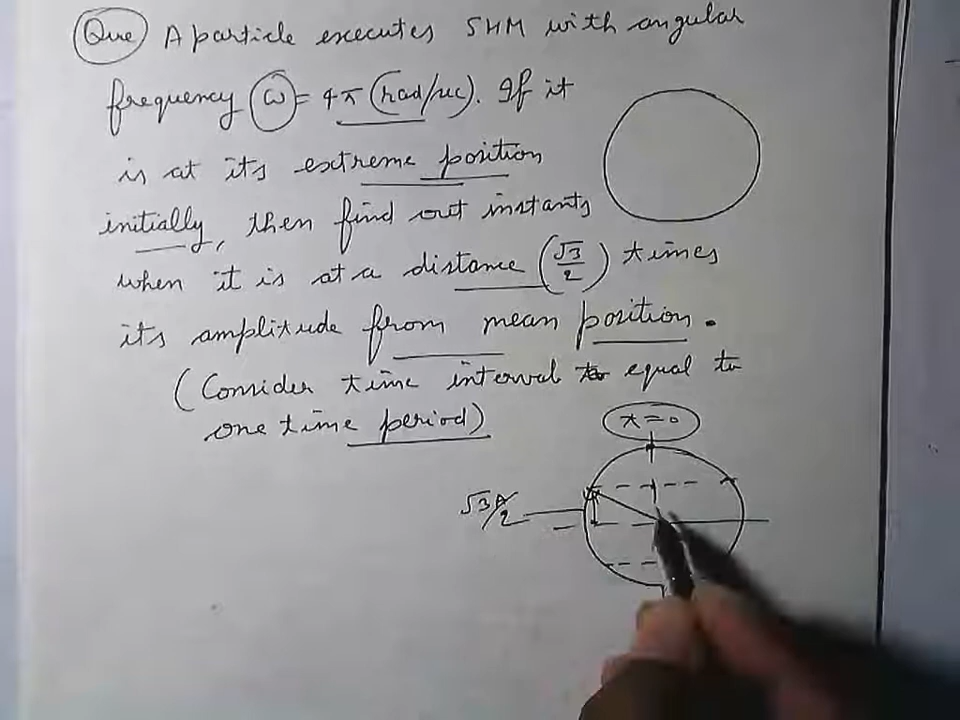 Que A particle executes SHM with angular
frequency ω = 4π (rad/sec). If it
is at its extreme position
initially, then find out instants
when it is at a distance (√3/2) times
its amplitude from mean position.
(Consider time interval to equal to
one time period)
t=0
√3A/2